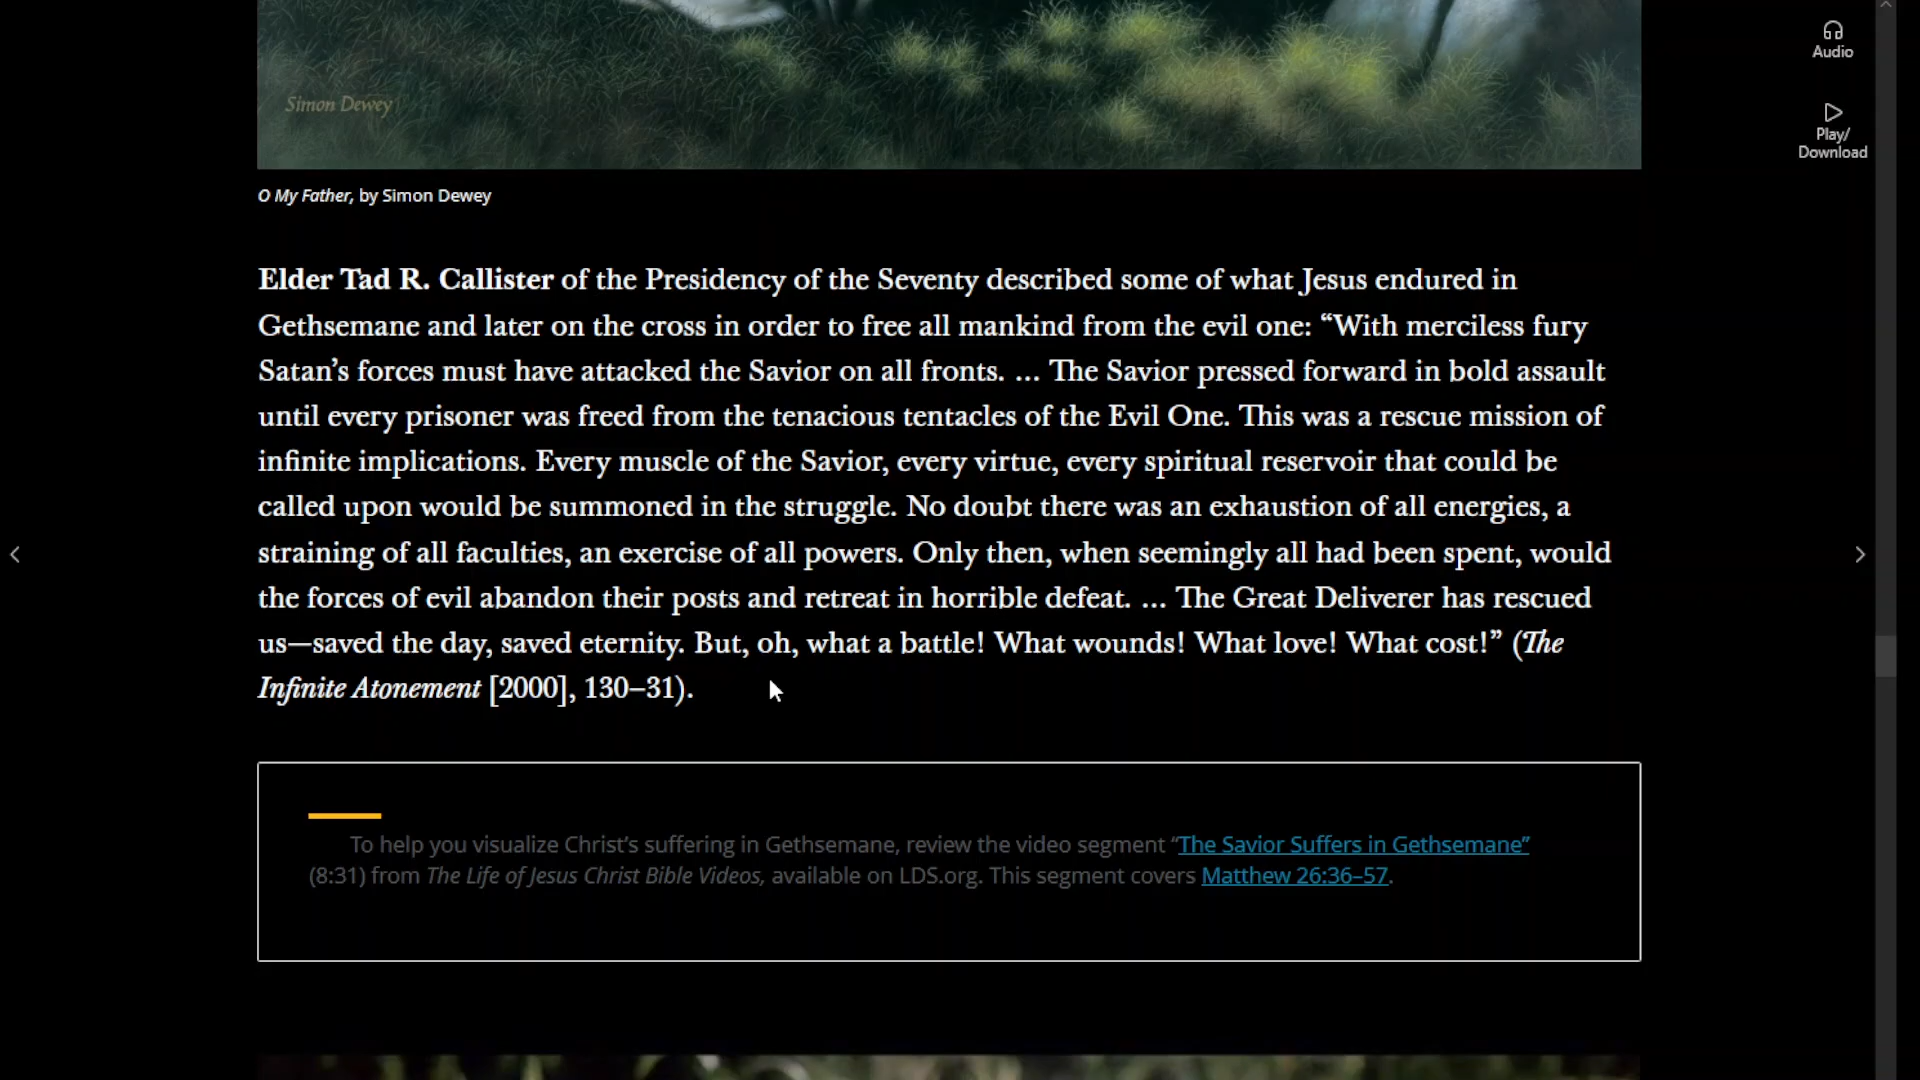 Audio
Play/
Download
Simon Dewey
O My Father, by Simon Dewey
Elder Tad R. Callister of the Presidency of the Seventy described some of what Jesus endured in
Gethsemane and later on the cross in order to free all mankind from the evil one: “With merciless fury
Satan’s forces must have attacked the Savior on all fronts. … The Savior pressed forward in bold assault
until every prisoner was freed from the tenacious tentacles of the Evil One. This was a rescue mission of
infinite implications. Every muscle of the Savior, every virtue, every spiritual reservoir that could be
called upon would be summoned in the struggle. No doubt there was an exhaustion of all energies, a
straining of all faculties, an exercise of all powers. Only then, when seemingly all had been spent, would
the forces of evil abandon their posts and retreat in horrible defeat. … The Great Deliverer has rescued
us—saved the day, saved eternity. But, oh, what a battle! What wounds! What love! What cost!” (The
Infinite Atonement [2000], 130–31).
To help you visualize Christ’s suffering in Gethsemane, review the video segment “The Savior Suffers in Gethsemane”
(8:31) from The Life of Jesus Christ Bible Videos, available on LDS.org. This segment covers Matthew 26:36–57.